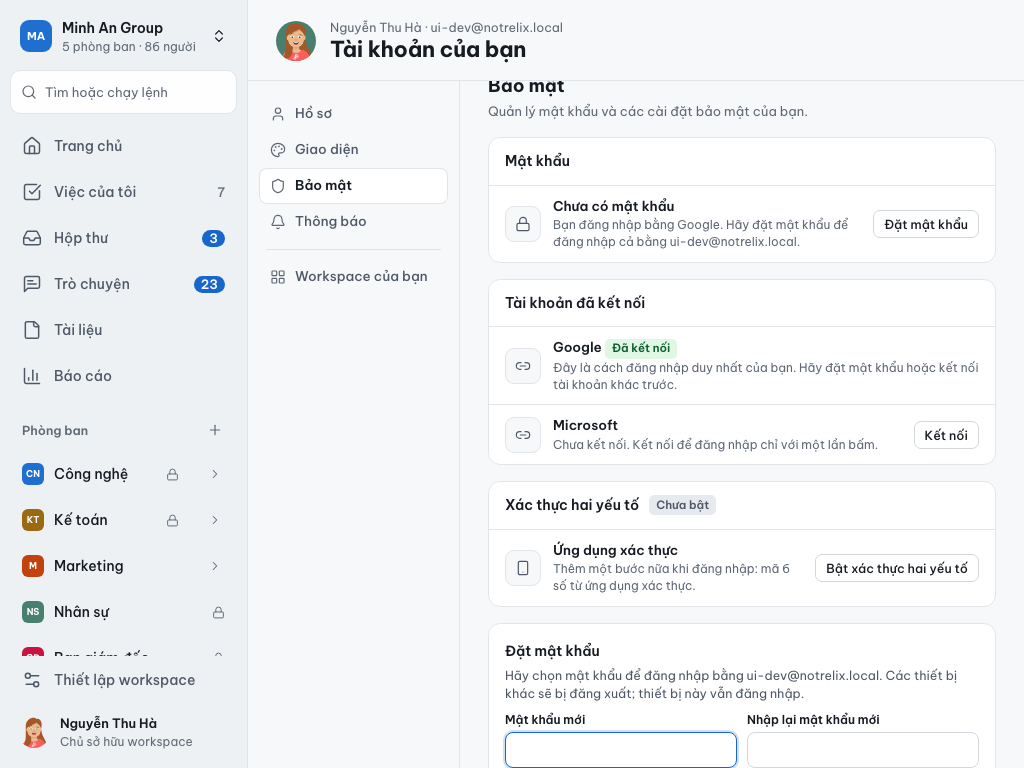 MA
Minh An Group
5 phòng ban · 86 người
Tìm hoặc chạy lệnh
Trang chủ
Việc của tôi 7
Hộp thư 3
Trò chuyện 23
Tài liệu
Báo cáo
Phòng ban
CN Công nghệ
KT Kế toán
M Marketing
NS Nhân sự
Ban giám đốc
Thiết lập workspace
Nguyễn Thu Hà
Chủ sở hữu workspace
Nguyễn Thu Hà · ui-dev@notrelix.local
Tài khoản của bạn
Hồ sơ
Giao diện
Bảo mật
Thông báo
Workspace của bạn
Bảo mật
Quản lý mật khẩu và các cài đặt bảo mật của bạn.
Mật khẩu
Chưa có mật khẩu
Bạn đăng nhập bằng Google. Hãy đặt mật khẩu để
đăng nhập cả bằng ui-dev@notrelix.local.
Đặt mật khẩu
Tài khoản đã kết nối
Google Đã kết nối
Đây là cách đăng nhập duy nhất của bạn. Hãy đặt mật khẩu hoặc kết nối
tài khoản khác trước.
Microsoft
Chưa kết nối. Kết nối để đăng nhập chỉ với một lần bấm.
Kết nối
Xác thực hai yếu tố Chưa bật
Ứng dụng xác thực
Thêm một bước nữa khi đăng nhập: mã 6
số từ ứng dụng xác thực.
Bật xác thực hai yếu tố
Đặt mật khẩu
Hãy chọn mật khẩu để đăng nhập bằng ui-dev@notrelix.local. Các thiết bị
khác sẽ bị đăng xuất; thiết bị này vẫn đăng nhập.
Mật khẩu mới
Nhập lại mật khẩu mới